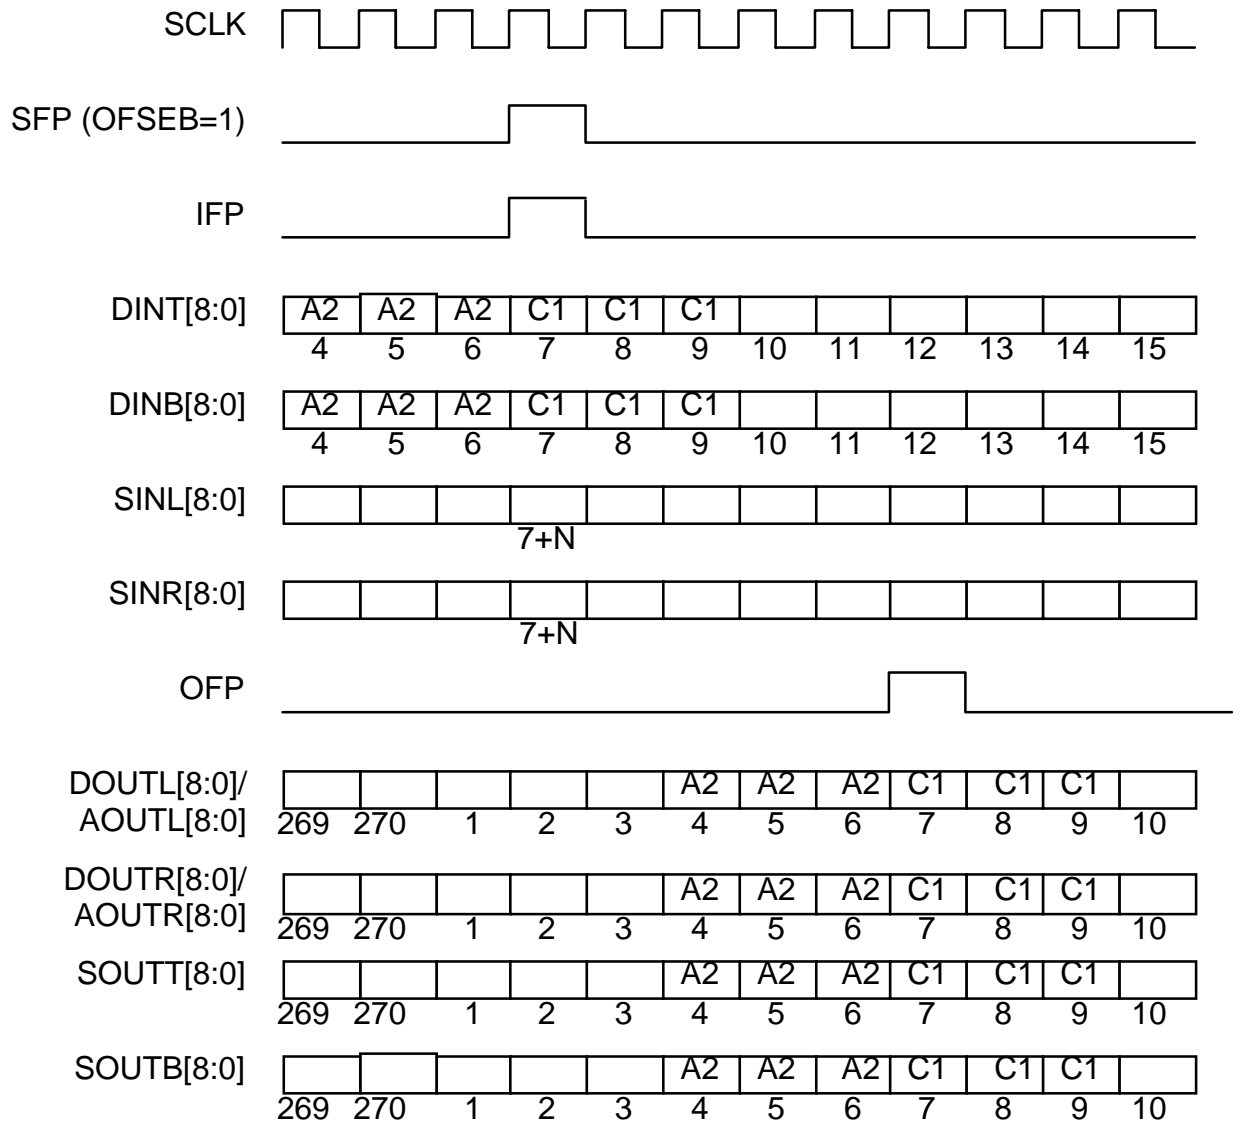 SCLK
SFP (OFSEB=1)
IFP
DINT[8:0] A2 A2 A2 C1 C1 C1
4 5 6 7 8 9 10 11 12 13 14 15
DINB[8:0] A2 A2 A2 C1 C1 C1
4 5 6 7 8 9 10 11 12 13 14 15
SINL[8:0]
7+N
SINR[8:0]
7+N
OFP
DOUTL[8:0]/ A2 A2 A2 C1 C1 C1
AOUTL[8:0] 269 270 1 2 3 4 5 6 7 8 9 10
DOUTR[8:0]/ A2 A2 A2 C1 C1 C1
AOUTR[8:0] 269 270 1 2 3 4 5 6 7 8 9 10
SOUTT[8:0] A2 A2 A2 C1 C1 C1
269 270 1 2 3 4 5 6 7 8 9 10
SOUTB[8:0] A2 A2 A2 C1 C1 C1
269 270 1 2 3 4 5 6 7 8 9 10